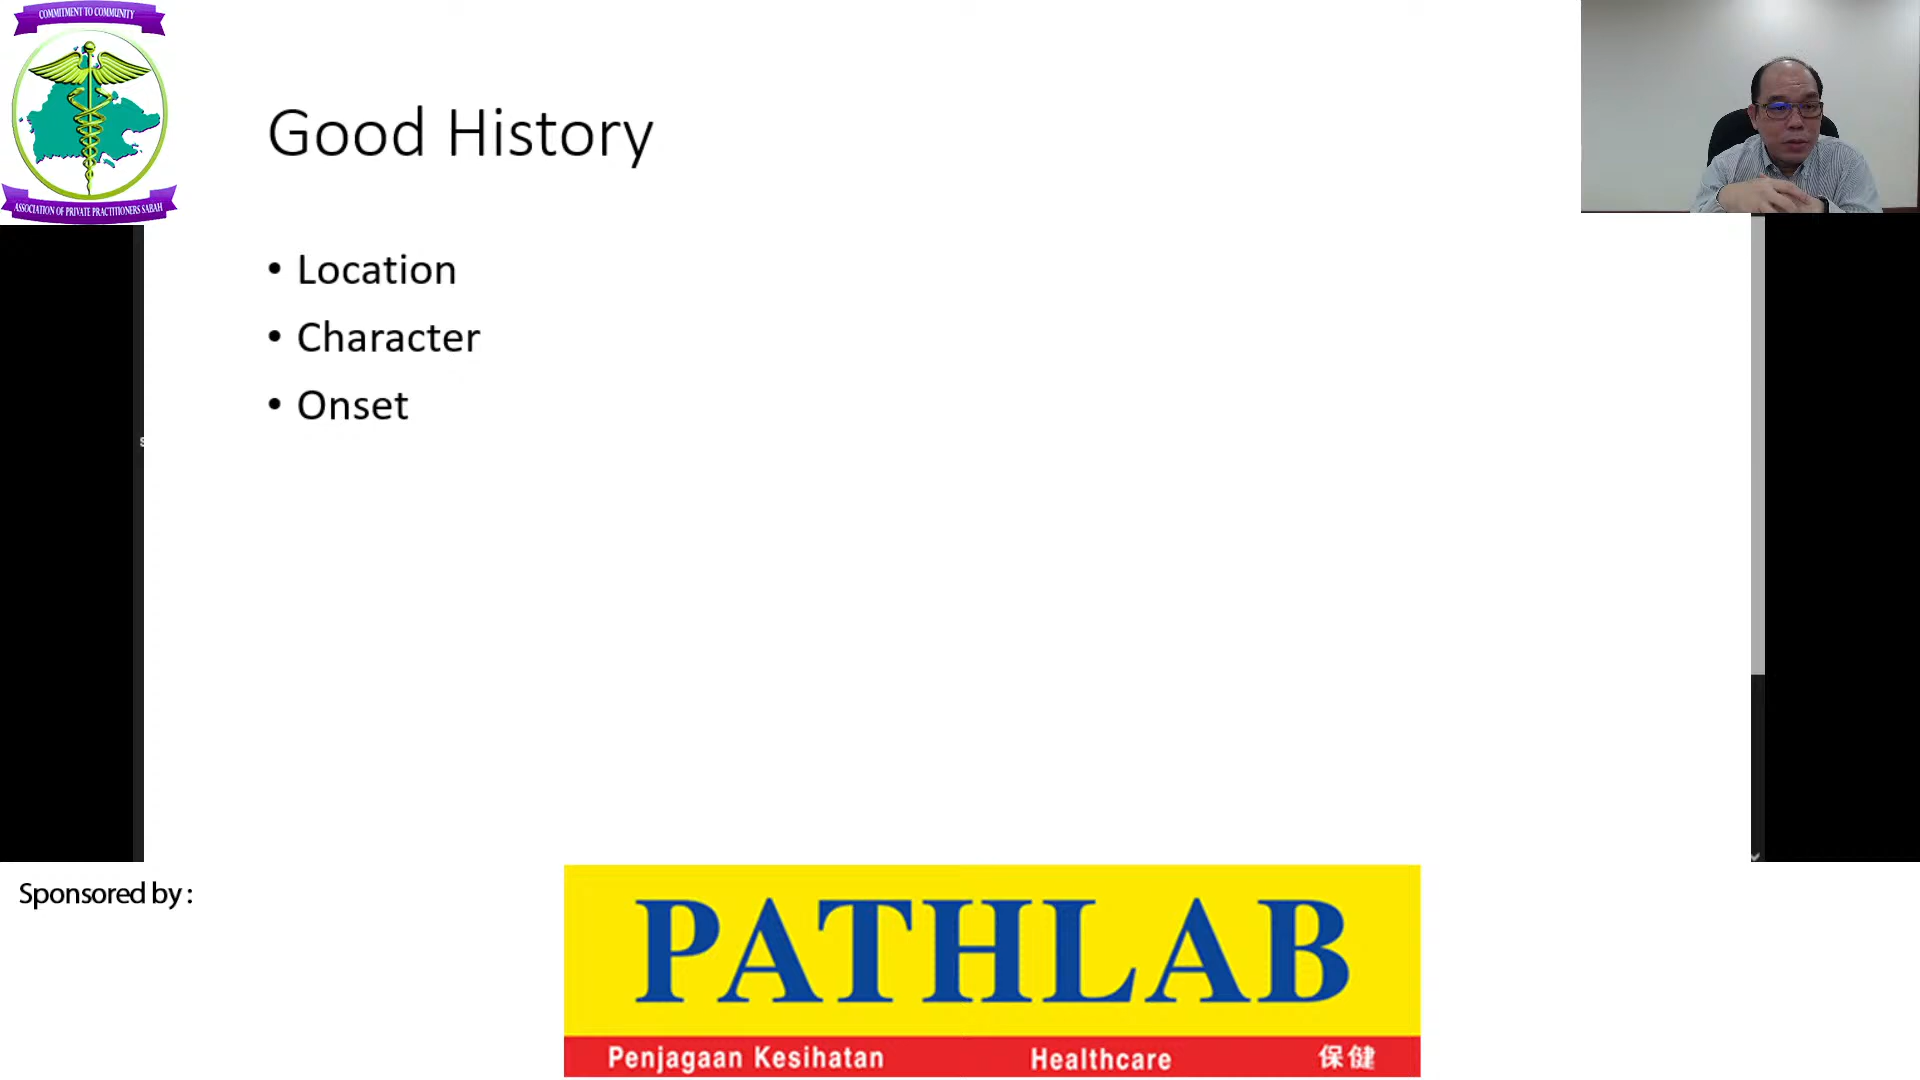 COMMITMENT TO COMMUNITY
ASSOCIATION OF PRIVATE PRACTITIONERS SABAH
Good History
• Location
• Character
• Onset
s
Sponsored by :
PATHLAB
Penjagaan Kesihatan Healthcare 保健